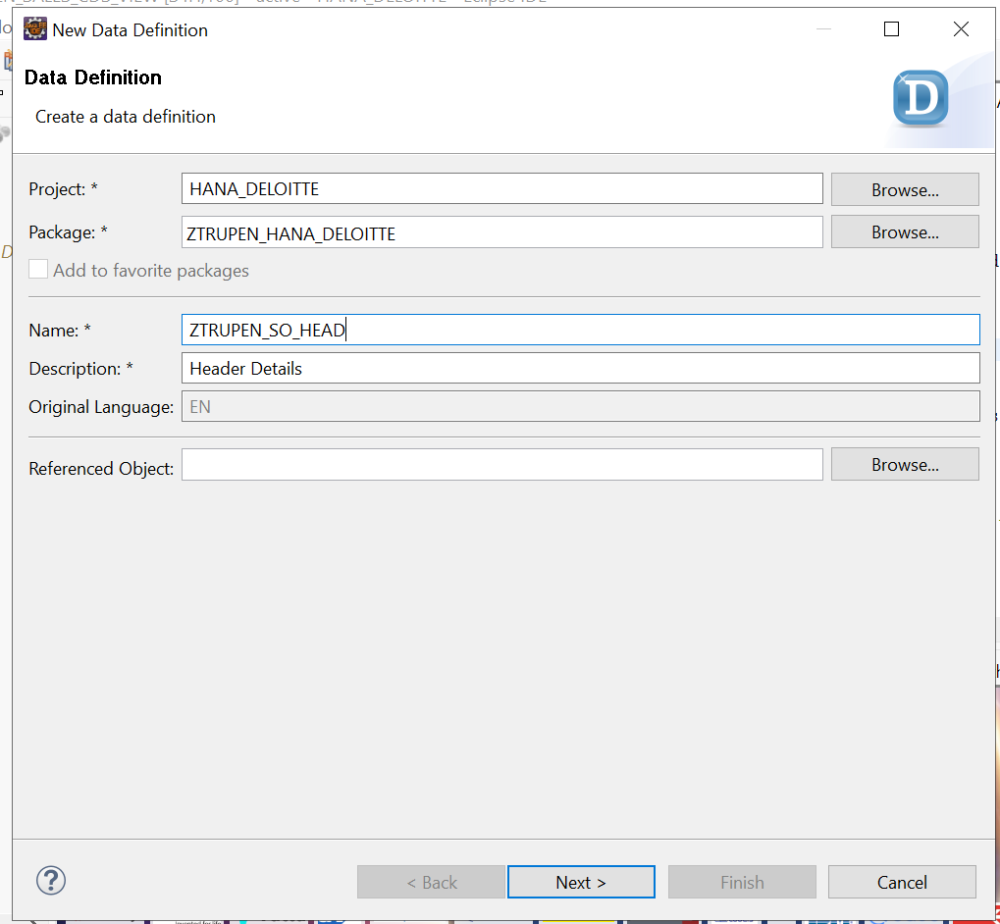 New Data Definition
Data Definition
Create a data definition
D
Project: * HANA_DELOITTE Browse...
Package: * ZTRUPEN_HANA_DELOITTE Browse...
Add to favorite packages
Name: * ZTRUPEN_SO_HEAD
Description: * Header Details
Original Language: EN
Referenced Object: Browse...
? < Back Next > Finish Cancel